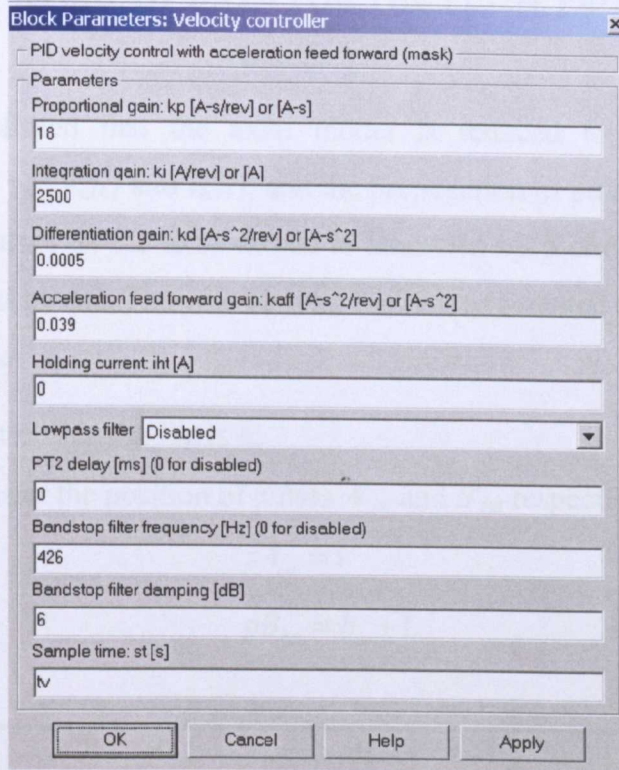 Block Parameters: Velocity controller
PID velocity control with acceleration feed forward (mask)
Parameters
Proportional gain: kp [A-s/rev] or [A-s]
18
Integration gain: ki [A/rev] or [A]
2500
Differentiation gain: kd [A-s^2/rev] or [A-s^2]
0.0005
Acceleration feed forward gain: kaff [A-s^2/rev] or [A-s^2]
0.039
Holding current: iht [A]
0
Lowpass filter Disabled
PT2 delay [ms] (0 for disabled)
0
Bandstop filter frequency [Hz] (0 for disabled)
426
Bandstop filter damping [dB]
6
Sample time: st [s]
tv
OK Cancel Help Apply